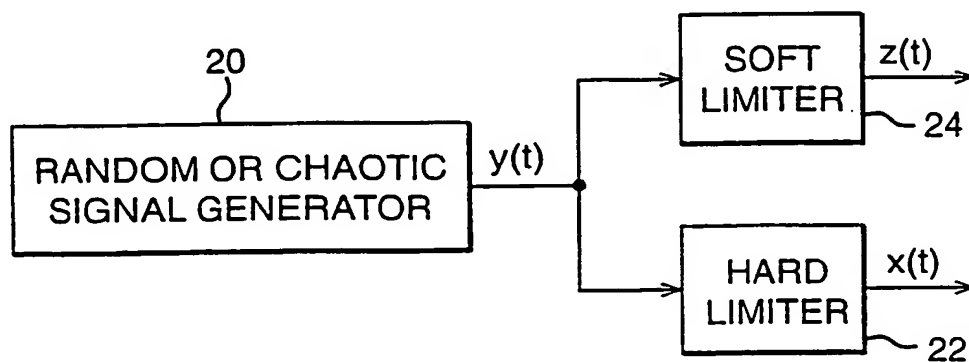 20
RANDOM OR CHAOTIC
SIGNAL GENERATOR
y(t)
SOFT
LIMITER
z(t)
24
HARD
LIMITER
x(t)
22